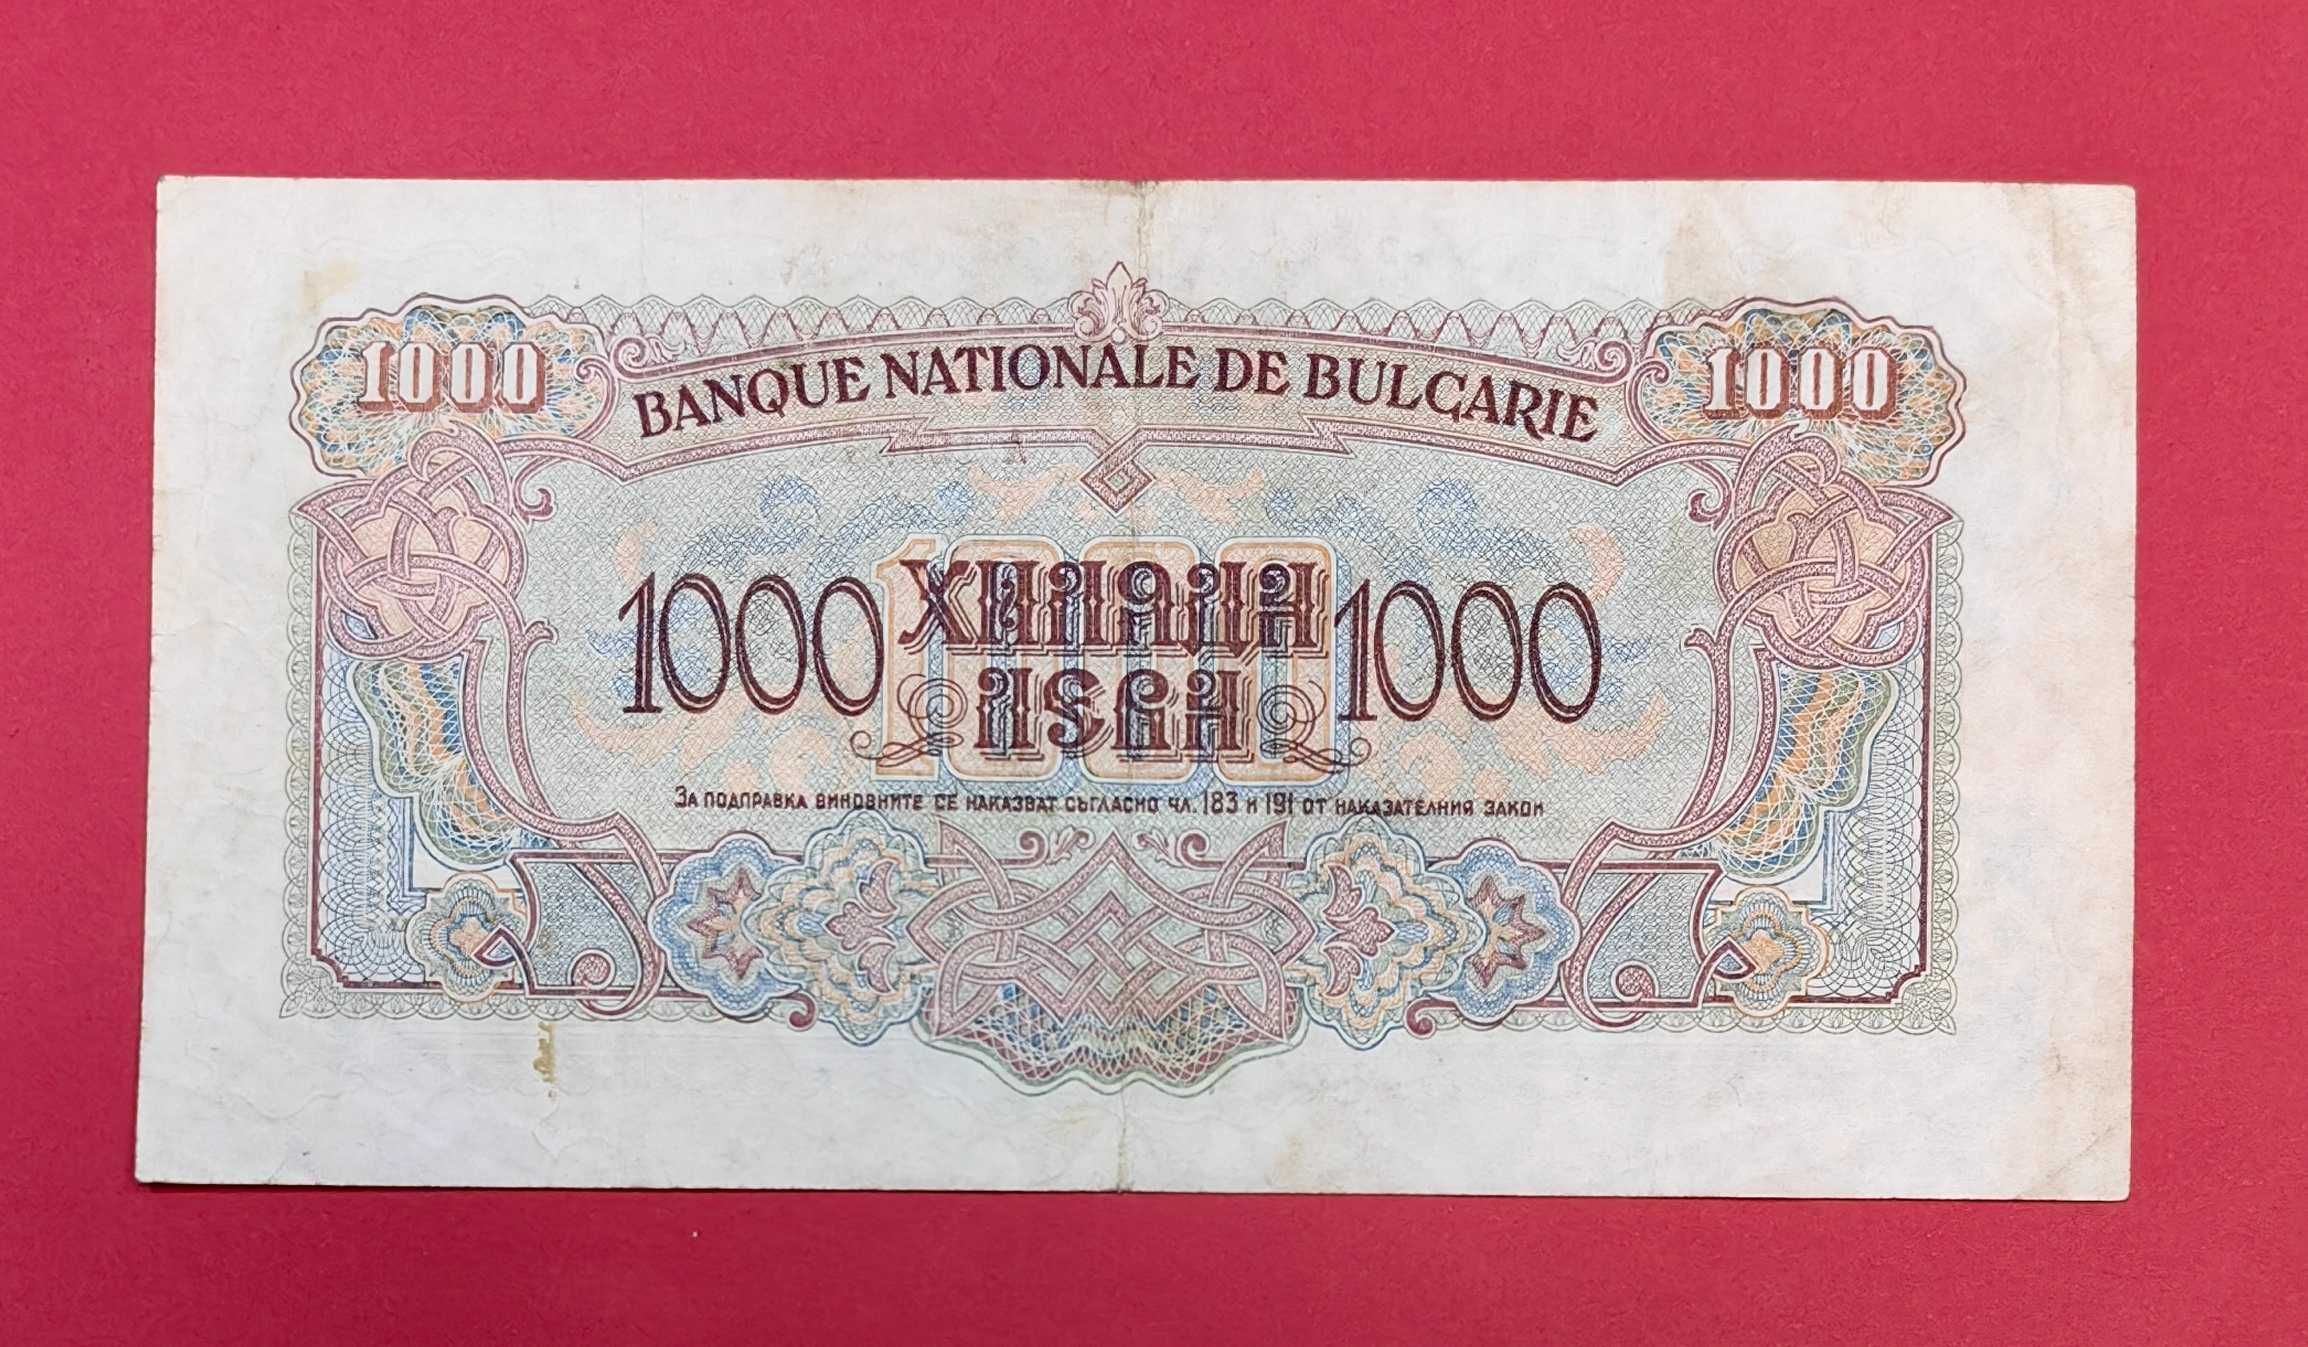 1000 BANQUE NATIONALE DE BULGARIE 1000
1000 ХИЛЯДИ 1000
ЛЕВА
ЗА ПОДПРАВКА ВИНОВНИТЕ СЕ НАКАЗВАТ СЪГЛАСНО ЧЛ. 183 И 191 ОТ НАКАЗАТЕЛНИЯ ЗАКОН